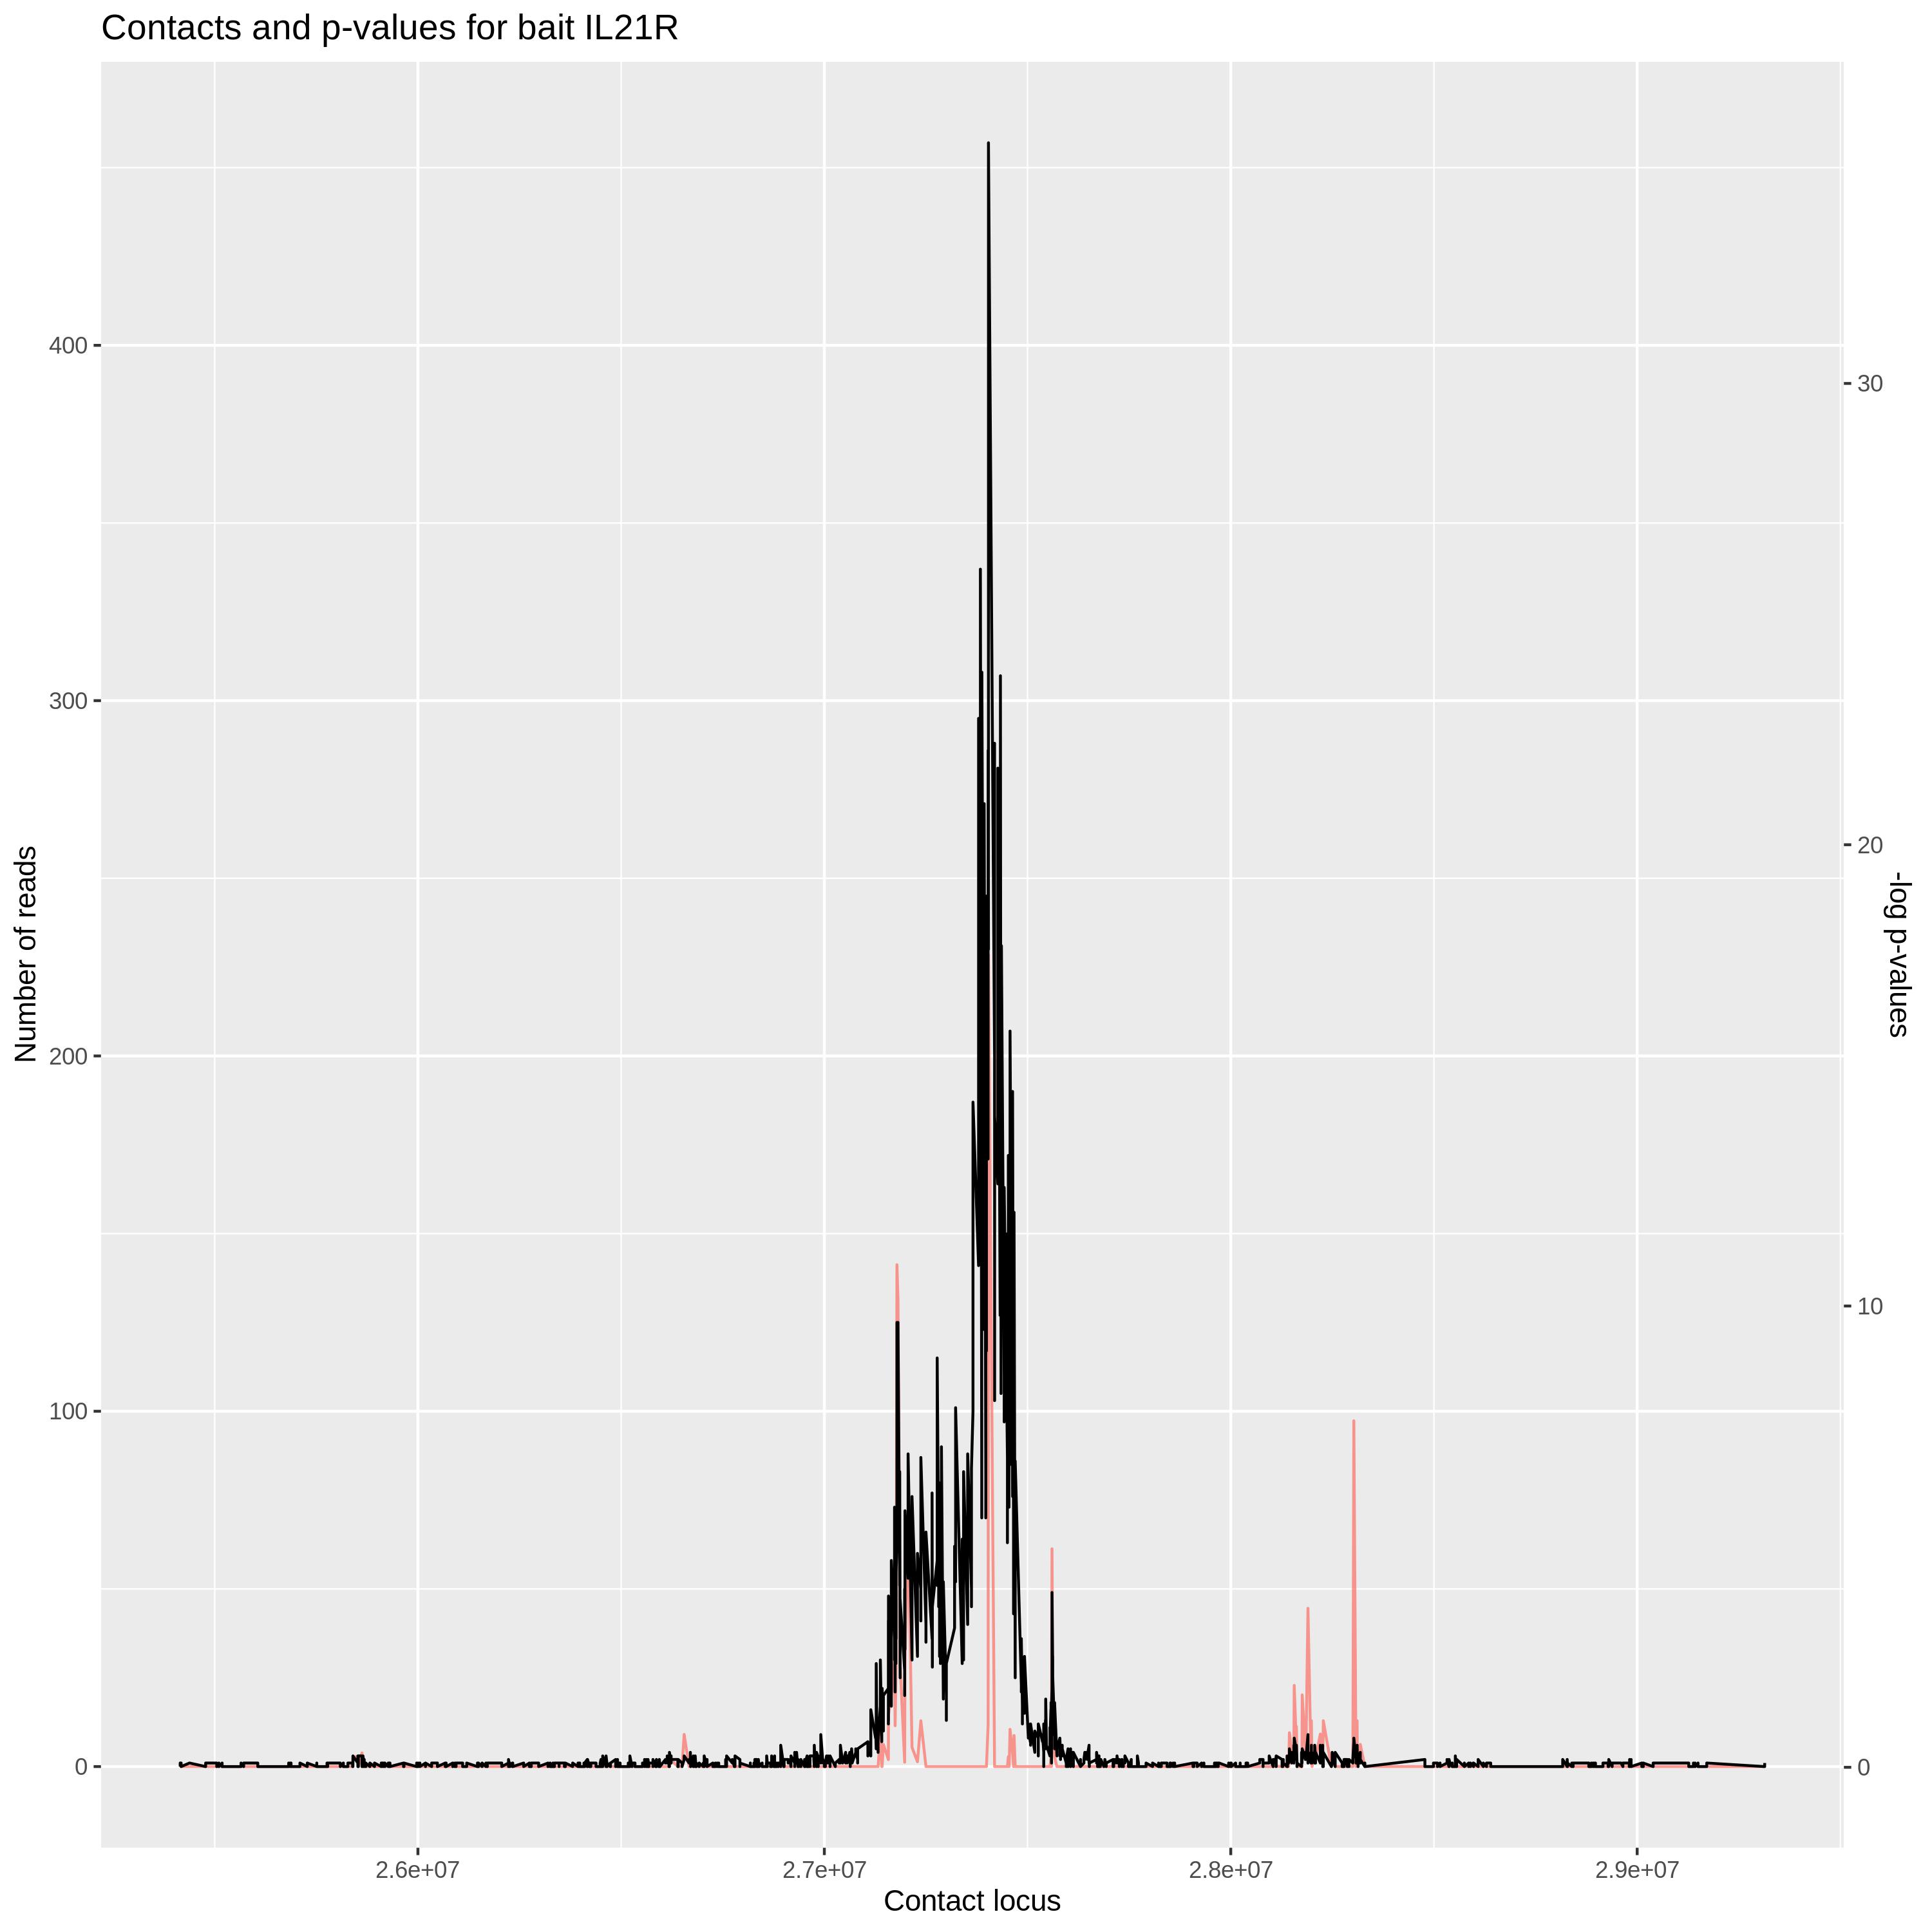 Contacts and p-values for bait IL21R
Number of reads
400
300
200
100
0
30
20
10
0
-log p-values
2.6e+07 2.7e+07 2.8e+07 2.9e+07
Contact locus